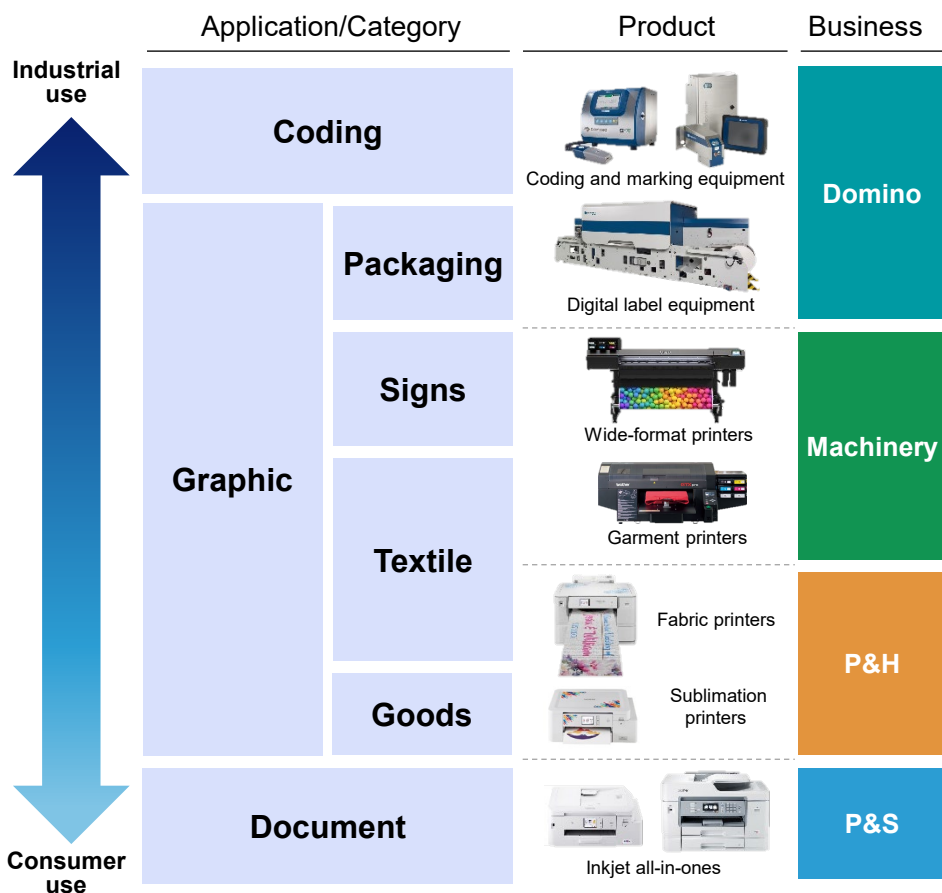 Application/Category
Product
Business
Industrial
use
Coding
Coding and marking equipment
Domino
Graphic
Packaging
Digital label equipment
Signs
Wide-format printers
Machinery
Textile
brother
Garment printers
Fabric printers
P&H
Goods
Sublimation
printers
Document
Inkjet all-in-ones
P&S
Consumer
use